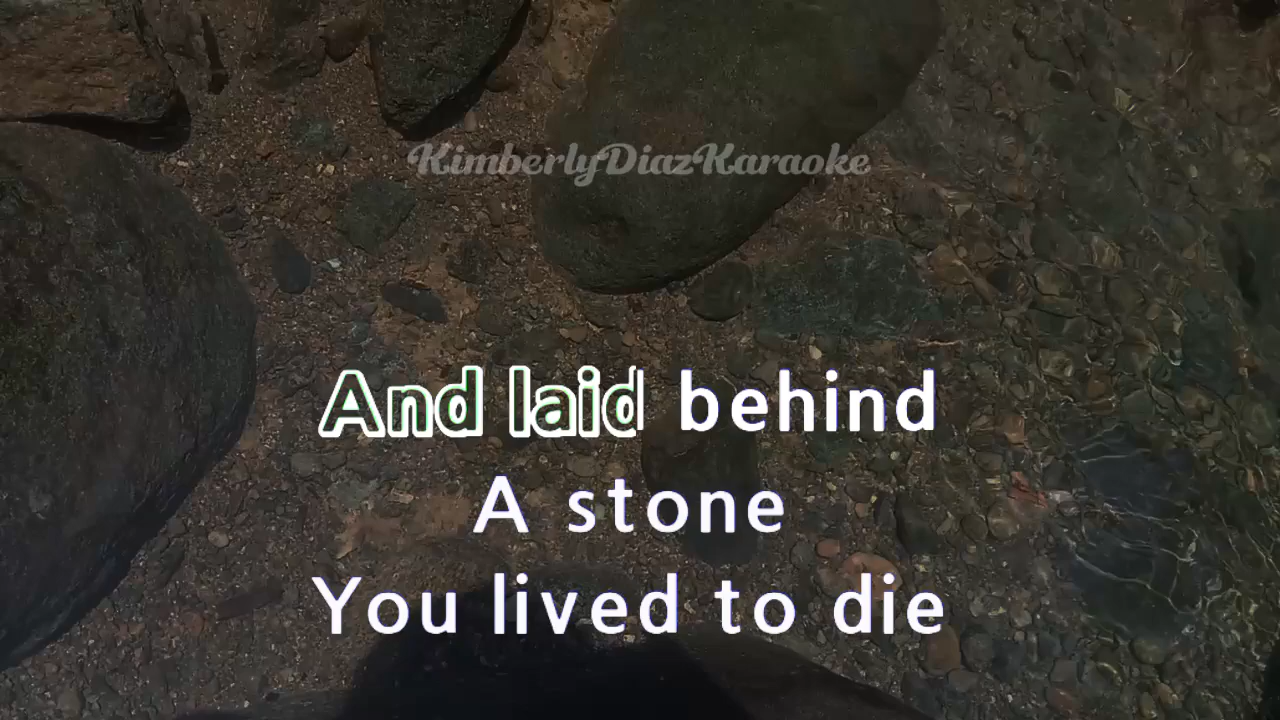 KimberlyDiazKaraoke
And laid behind
A stone
You lived to die